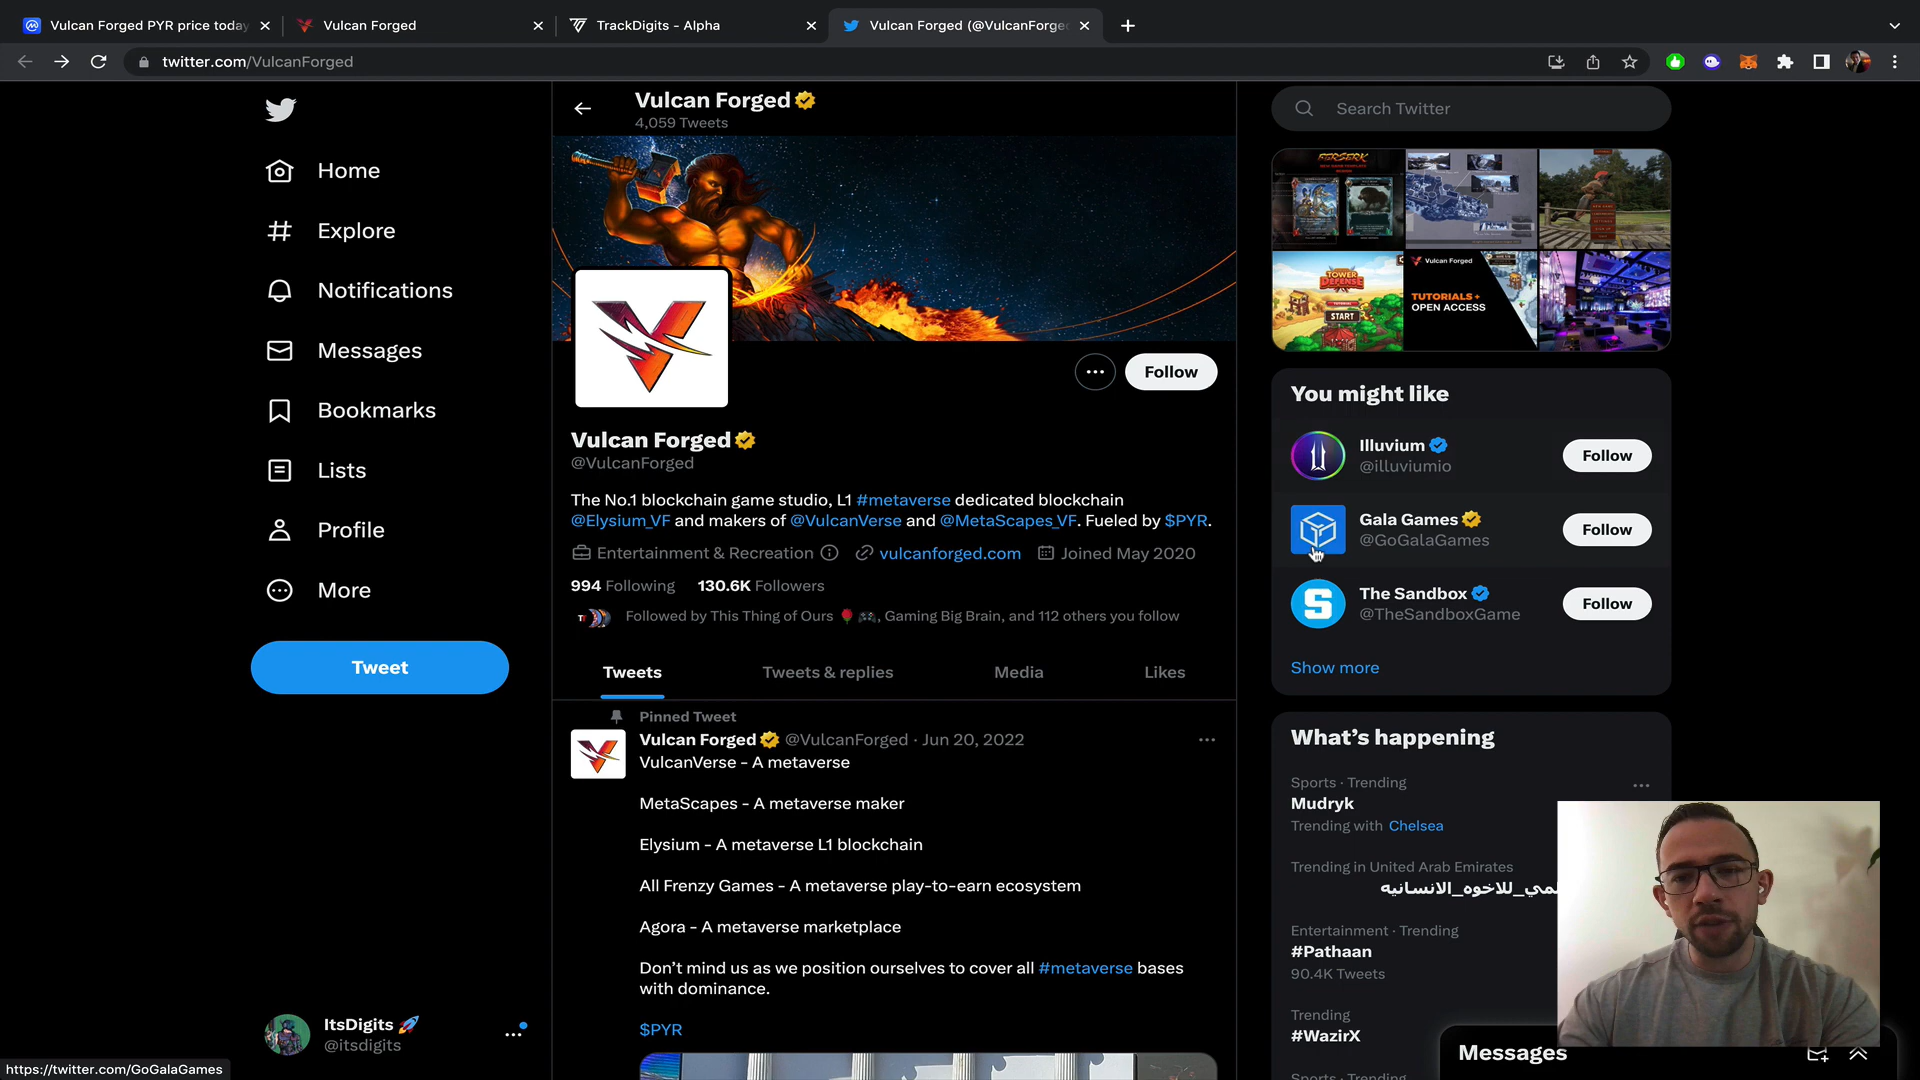 Vulcan Forged PYR price today
Vulcan Forged
TrackDigits - Alpha
Vulcan Forged (@VulcanForged
twitter.com/VulcanForged
Home
Explore
Notifications
Messages
Bookmarks
Lists
Profile
More
Tweet
ItsDigits 🚀
@itsdigits
https://twitter.com/GoGalaGames
Vulcan Forged
4,059 Tweets
Follow
Vulcan Forged
@VulcanForged
The No.1 blockchain game studio, L1 #metaverse dedicated blockchain
@Elysium_VF and makers of @VulcanVerse and @MetaScapes_VF. Fueled by $PYR.
Entertainment & Recreation vulcanforged.com Joined May 2020
994 Following 130.6K Followers
Followed by This Thing of Ours 🌹🎮, Gaming Big Brain, and 112 others you follow
Tweets Tweets & replies Media Likes
Pinned Tweet
Vulcan Forged @VulcanForged · Jun 20, 2022
VulcanVerse - A metaverse
MetaScapes - A metaverse maker
Elysium - A metaverse L1 blockchain
All Frenzy Games - A metaverse play-to-earn ecosystem
Agora - A metaverse marketplace
Don't mind us as we position ourselves to cover all #metaverse bases
with dominance.
$PYR
Search Twitter
BERSERK
TOWER
DEFENSE
START
Vulcan Forged
TUTORIALS +
OPEN ACCESS
You might like
Illuvium
@illuviumio
Follow
Gala Games
@GoGalaGames
Follow
The Sandbox
@TheSandboxGame
Follow
Show more
What's happening
Sports · Trending
Mudryk
Trending with Chelsea
Trending in United Arab Emirates
للاخوه_الانسانيه
Entertainment · Trending
#Pathaan
90.4K Tweets
Trending
#WazirX
Sports · Trending
Messages